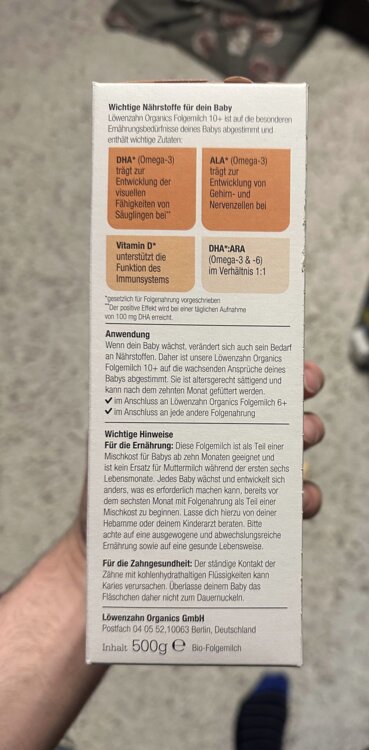 Wichtige Nährstoffe für dein Baby
Löwenzahn Organics Folgemilch 10+ ist auf die besonderen
Ernährungsbedürfnisse deines Babys abgestimmt und
enthält wichtige Zutaten:
DHA* (Omega-3)
trägt zur
Entwicklung der
visuellen
Fähigkeiten von
Säuglingen bei**
ALA* (Omega-3)
trägt zur
Entwicklung von
Gehirn- und
Nervenzellen bei
Vitamin D*
unterstützt die
Funktion des
Immunsystems
DHA*:ARA
(Omega-3 & -6)
im Verhältnis 1:1
*gesetzlich für Folgenahrung vorgeschrieben
**Der positive Effekt wird bei einer täglichen Aufnahme
von 100 mg DHA erreicht.
Anwendung
Wenn dein Baby wächst, verändert sich auch sein Bedarf
an Nährstoffen. Daher ist unsere Löwenzahn Organics
Folgemilch 10+ auf die wachsenden Ansprüche deines
Babys abgestimmt. Sie ist altersgerecht sättigend und
kann nach dem zehnten Monat gefüttert werden.
✓ im Anschluss an Löwenzahn Organics Folgemilch 6+
✓ im Anschluss an jede andere Folgenahrung
Wichtige Hinweise
Für die Ernährung: Diese Folgemilch ist als Teil einer
Mischkost für Babys ab zehn Monaten geeignet und
ist kein Ersatz für Muttermilch während der ersten sechs
Lebensmonate. Jedes Baby wächst und entwickelt sich
anders, was es erforderlich machen kann, bereits vor
dem sechsten Monat mit Folgenahrung als Teil einer
Mischkost zu beginnen. Lasse dich hierzu von deiner
Hebamme oder deinem Kinderarzt beraten. Bitte
achte auf eine ausgewogene und abwechslungsreiche
Ernährung sowie auf eine gesunde Lebensweise.
Für die Zahngesundheit: Der ständige Kontakt der
Zähne mit kohlenhydrathaltigen Flüssigkeiten kann
Karies verursachen. Überlasse deinem Baby das
Fläschchen daher nicht zum Dauernuckeln.
Löwenzahn Organics GmbH
Postfach 04 05 52,10063 Berlin, Deutschland
Inhalt 500g ℮ Bio-Folgemilch